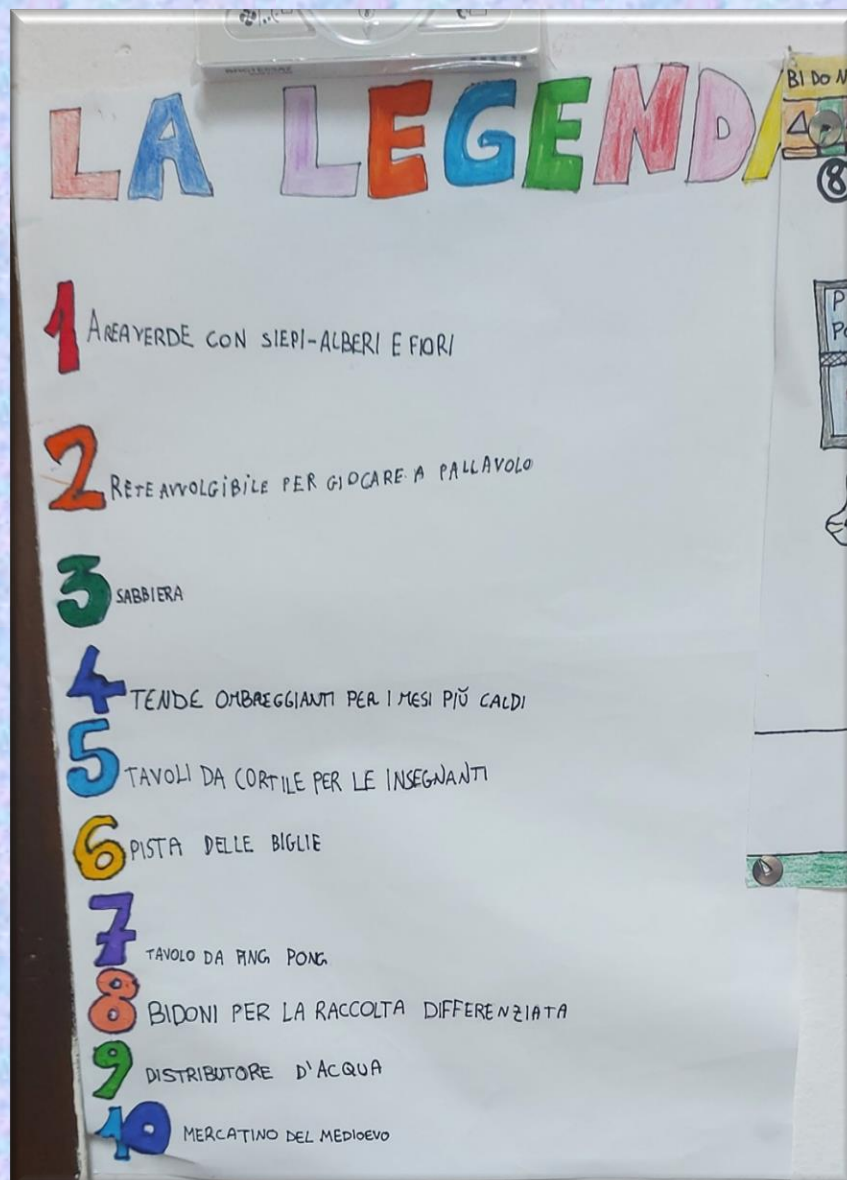 LA LEGENDA
BIDON
8
1 AREA VERDE CON SIEPI-ALBERI E FIORI
2 RETE AVVOLGIBILE PER GIOCARE A PALLAVOLO
3 SABBIERA
4 TENDE OMBREGGIANTI PER I MESI PIŬ CALDI
5 TAVOLI DA CORTILE PER LE INSEGNANTI
6 PISTA DELLE BIGLIE
7 TAVOLO DA PING PONG
8 BIDONI PER LA RACCOLTA DIFFERENZIATA
9 DISTRIBUTORE D'ACQUA
10 MERCATINO DEL MEDIOEVO